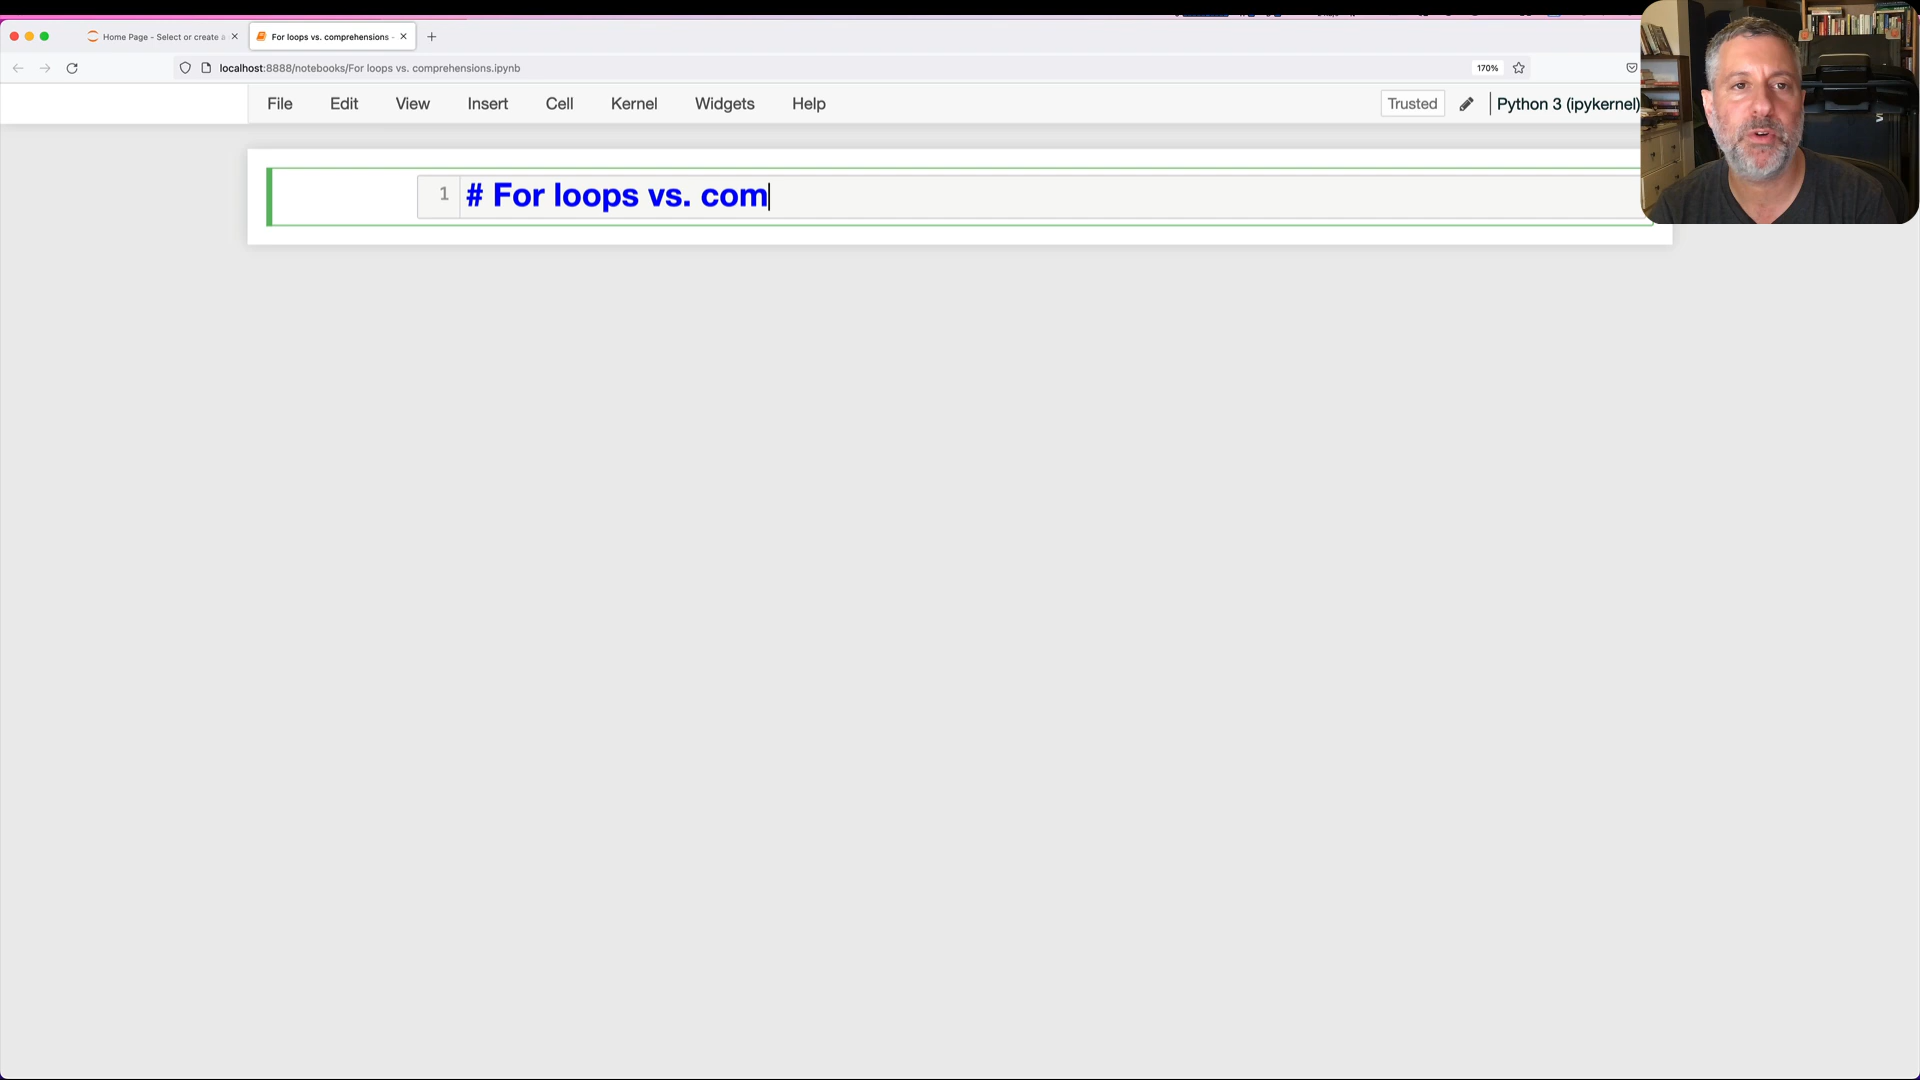 Home Page - Select or create a
For loops vs. comprehensions -
localhost:8888/notebooks/For loops vs. comprehensions.ipynb
170%
File Edit View Insert Cell Kernel Widgets Help
Trusted
Python 3 (ipykernel)
1
# For loops vs. com